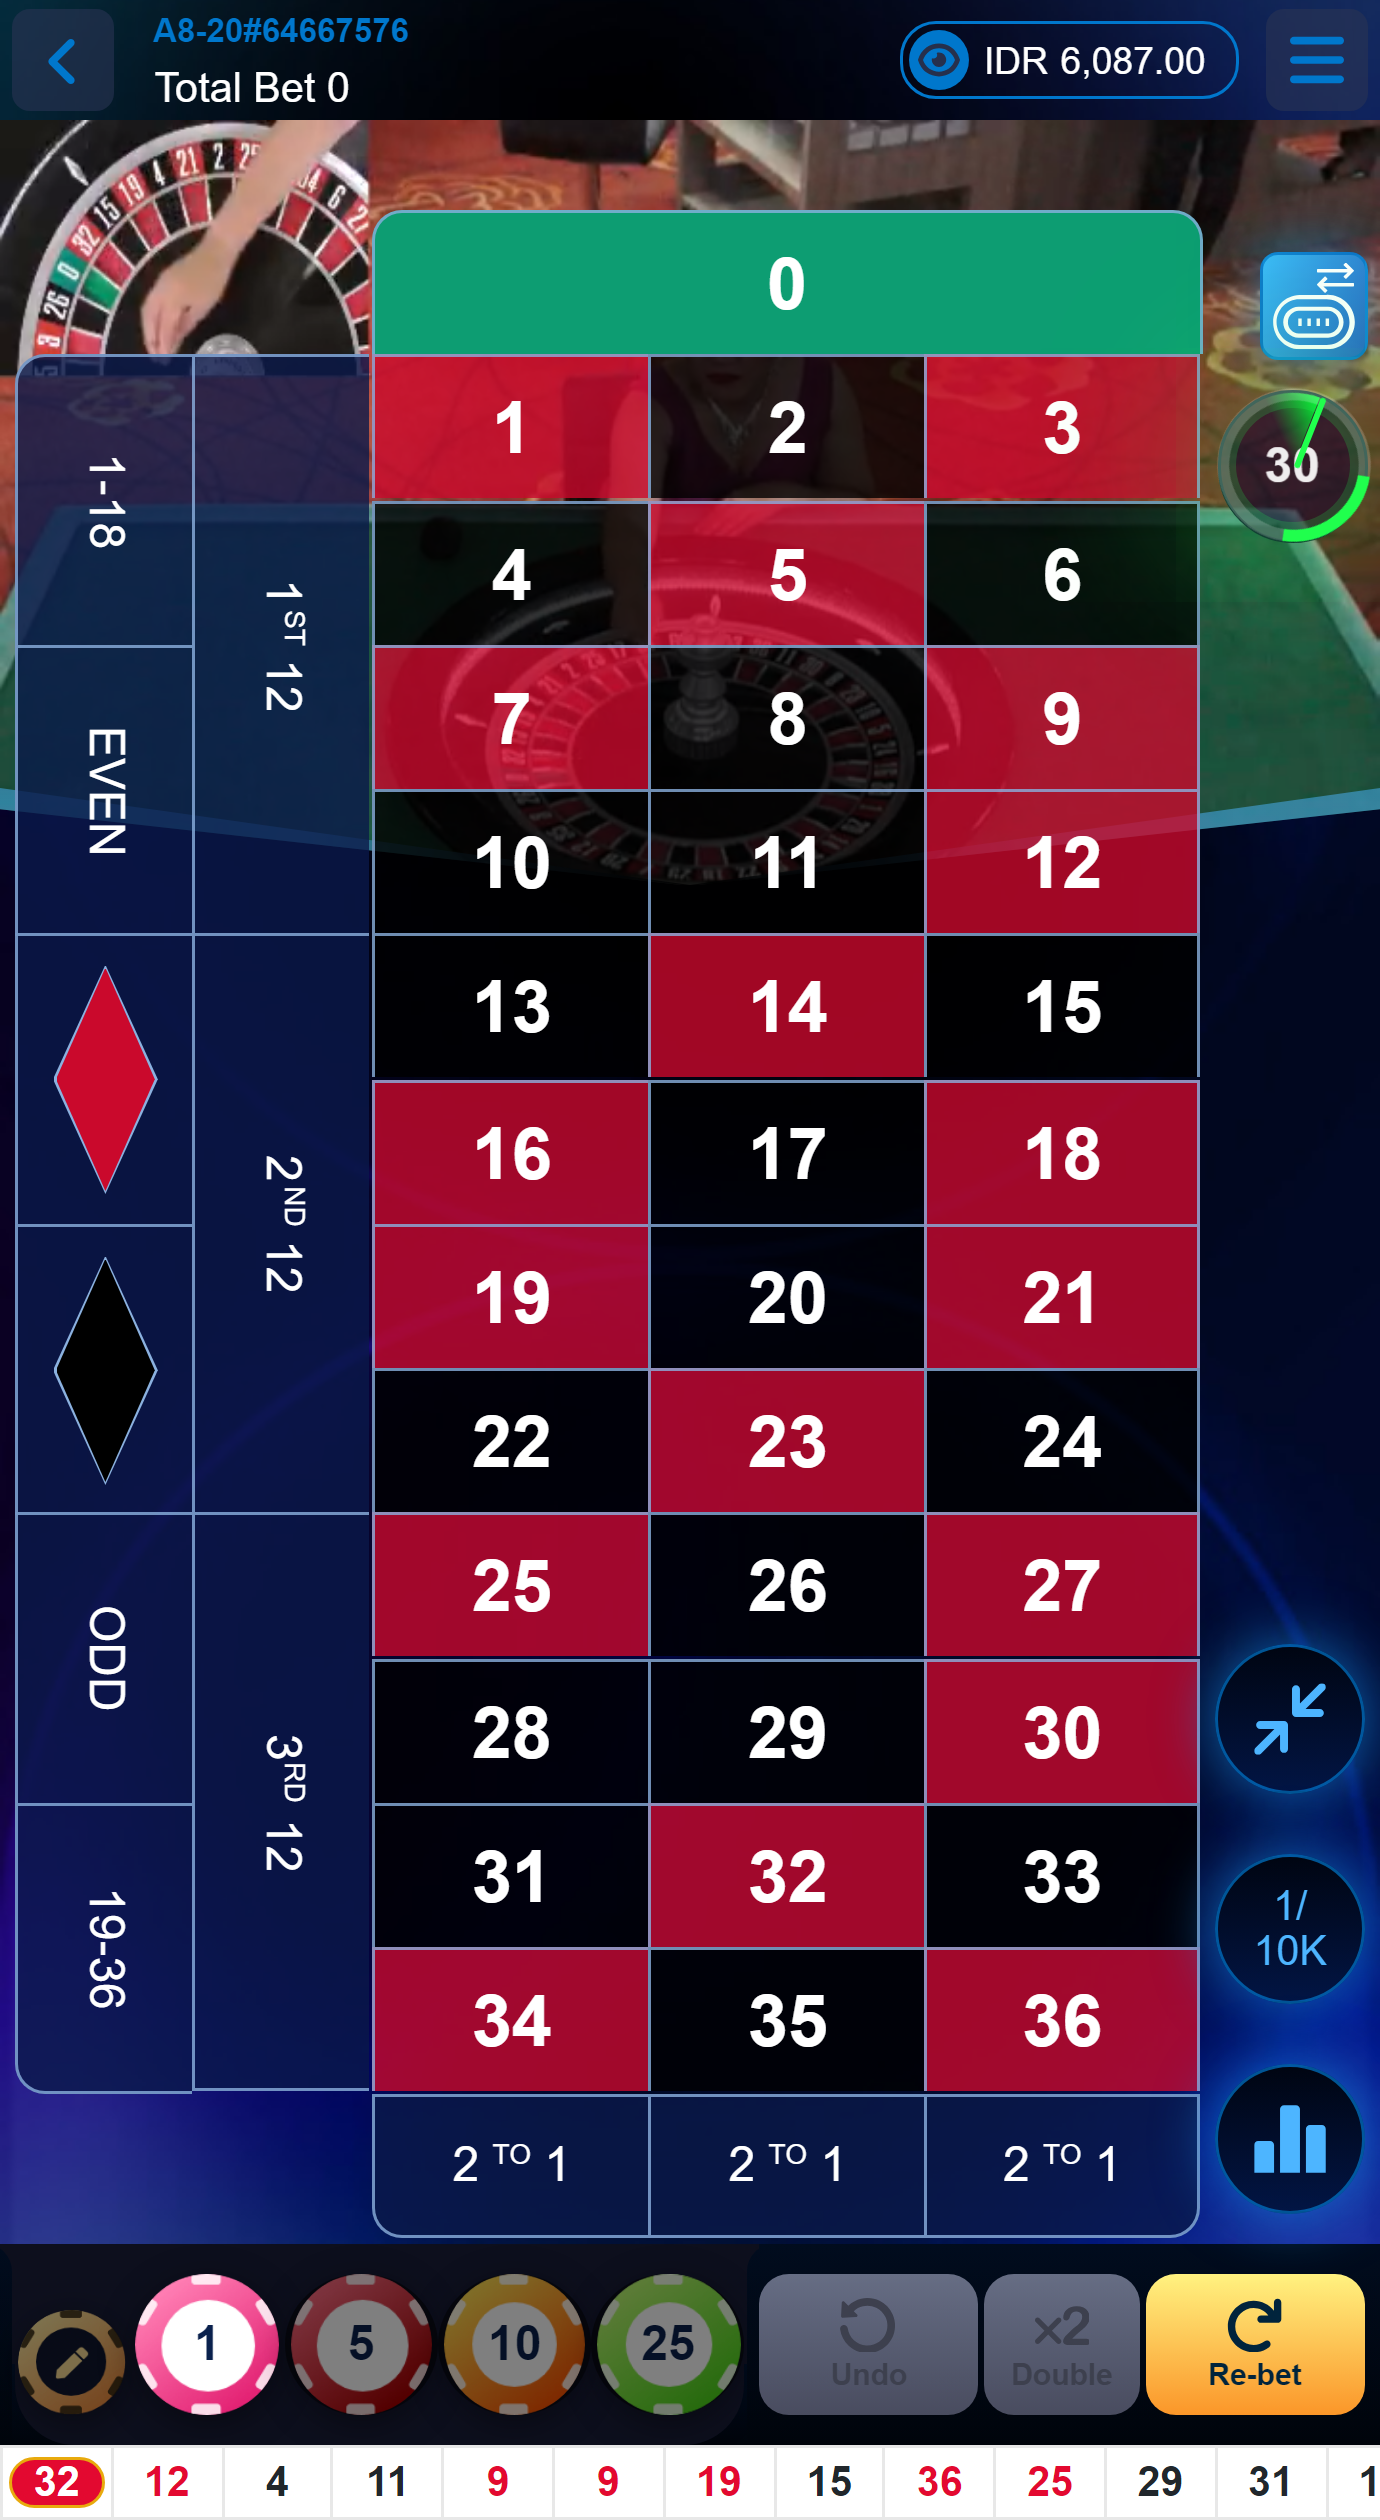 A8-20#64667576
Total Bet 0
IDR 6,087.00
0
1 2 3
30
4 5 6
7 8 9
10 11 12
13 14 15
16 17 18
19 20 21
22 23 24
25 26 27
28 29 30
31 32 33
34 35 36
2 TO 1 2 TO 1 2 TO 1
1-18
EVEN
ODD
19-36
1ST 12
2ND 12
3RD 12
1/
10K
1 5 10 25
Undo
x2
Double
Re-bet
32 12 4 11 9 9 19 15 36 25 29 31